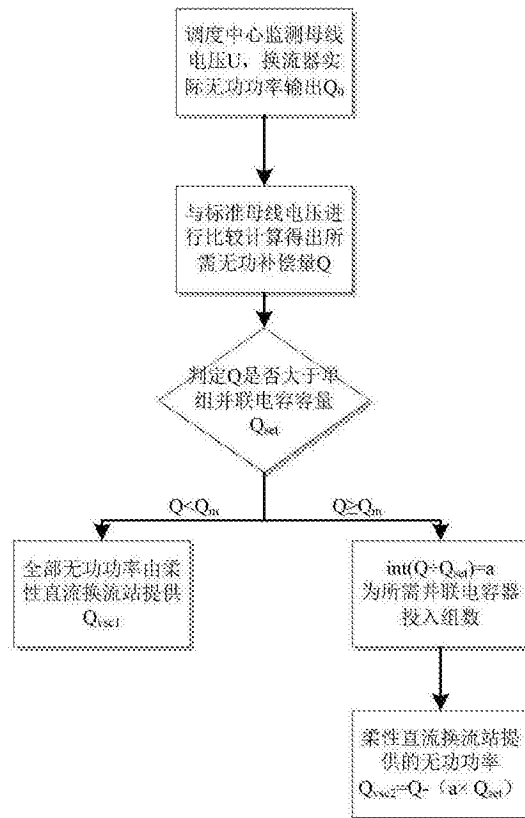 调度中心监测母线
电压U,换流器实
际无功功率输出Q₀
与标准母线电压进
行比较计算得出所
需无功补偿量Q
判定Q是否大于单
组并联电容容量
Qset
Q<Qin
Q≥Qin
全部无功功率由柔
性直流换流站提供
Qvsc1
int(Q÷Qset)=a
为所需并联电容器
投入组数
柔性直流换流站提
供的无功功率
Qvsc2=Q-(a×Qset)